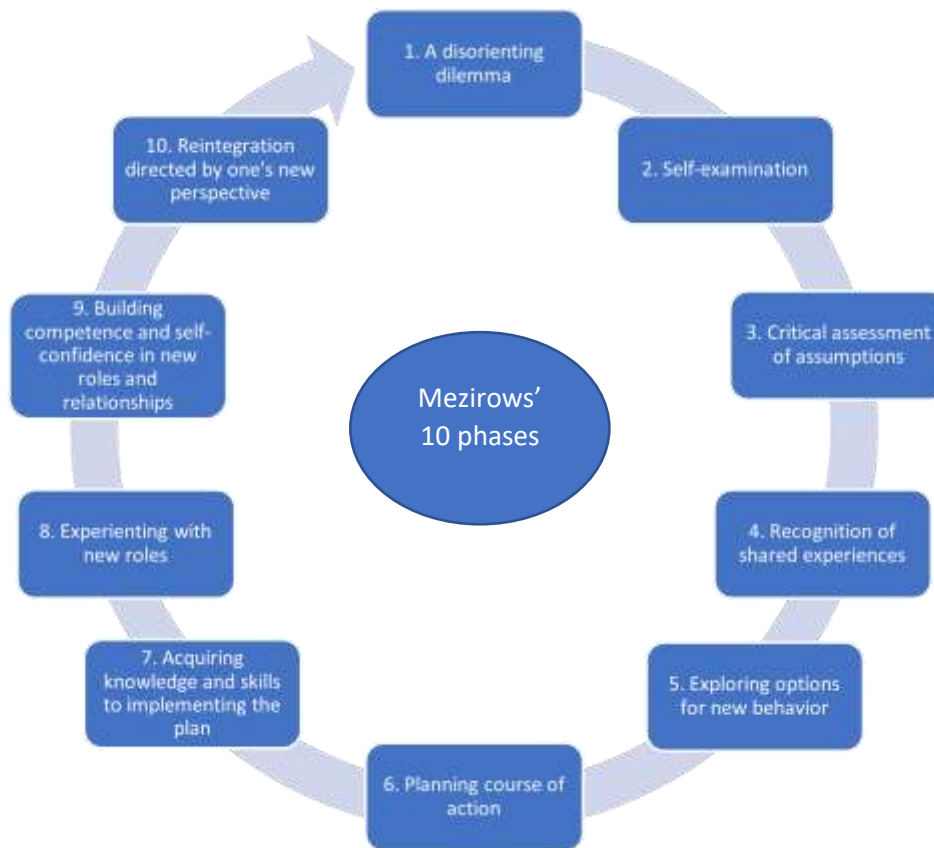 1. A disorienting
dilemma
2. Self-examination
3. Critical assessment
of assumptions
4. Recognition of
shared experiences
5. Exploring options
for new behavior
6. Planning course of
action
7. Acquiring
knowledge and skills
to implementing the
plan
8. Experienting with
new roles
9. Building
competence and self-
confidence in new
roles and
relationships
10. Reintegration
directed by one's new
perspective
Mezirows’
10 phases